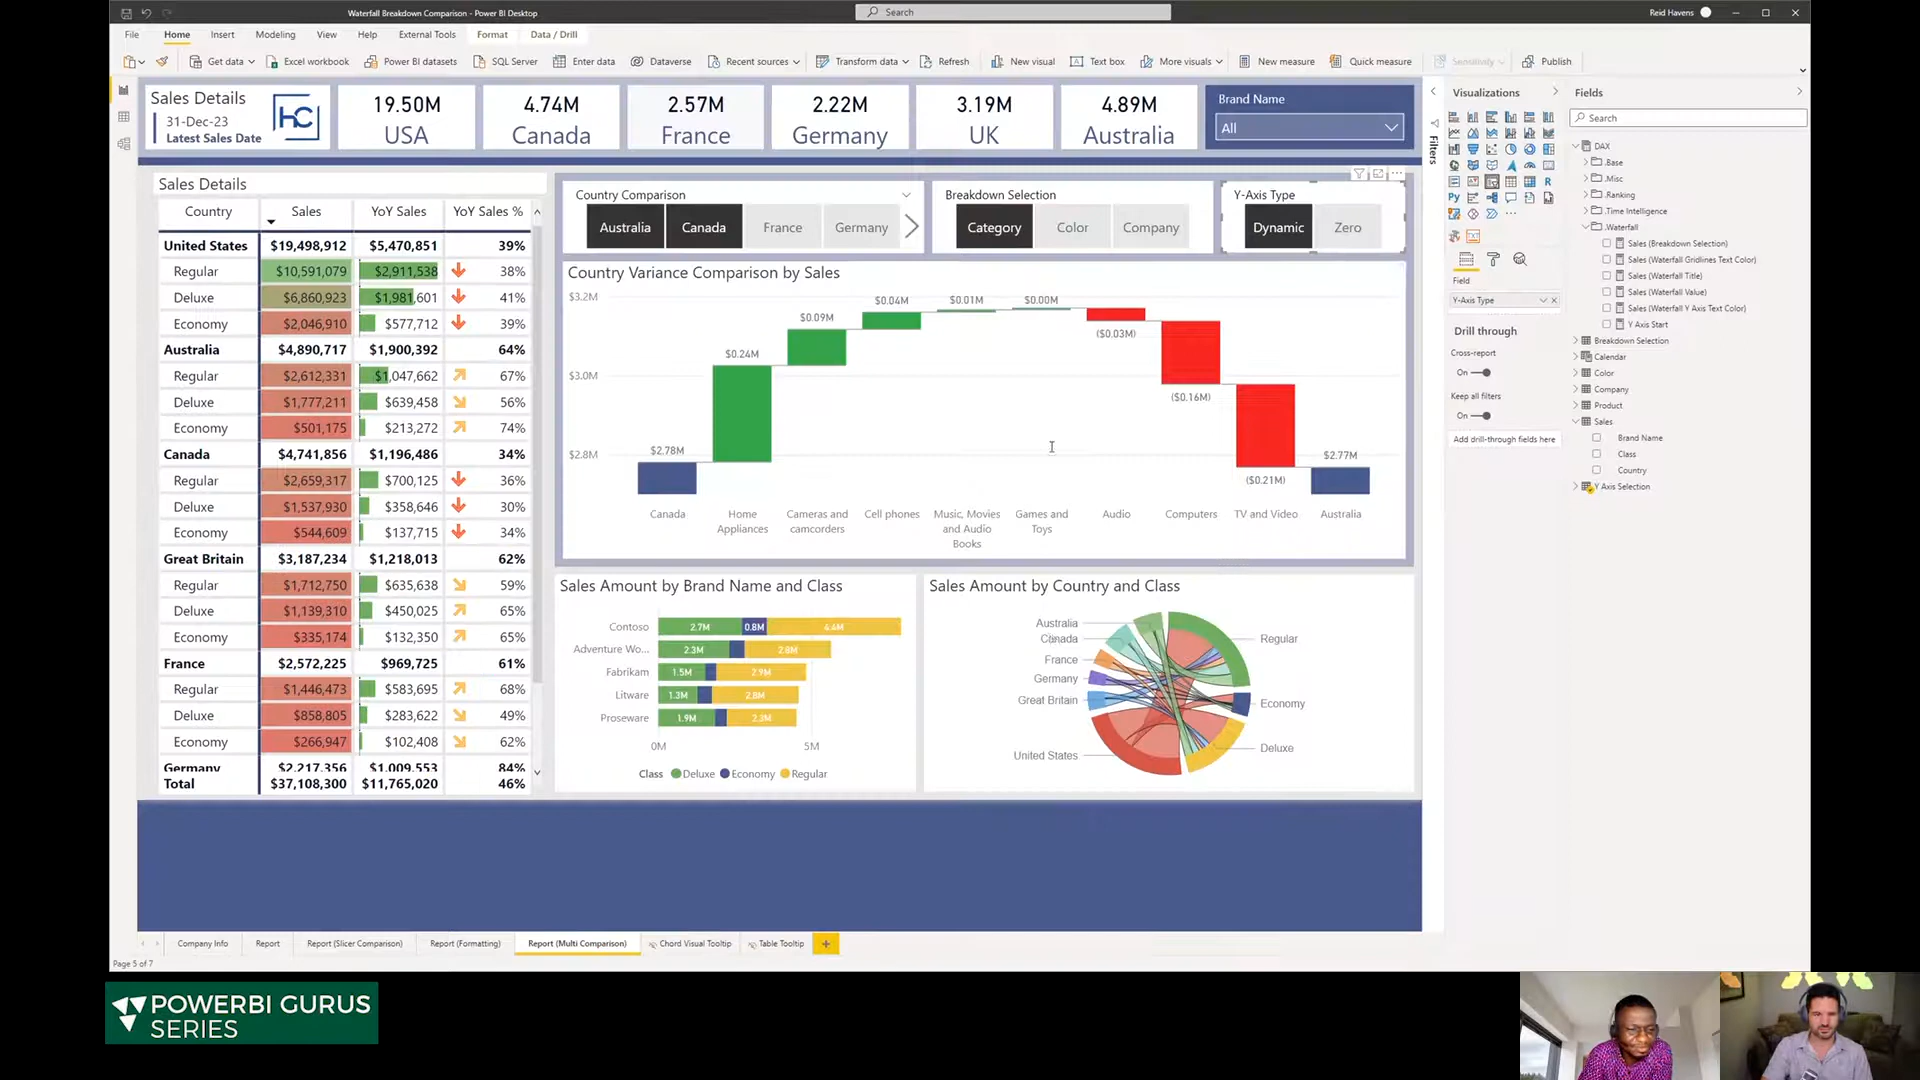 Waterfall Breakdown Comparison - Power BI Desktop
Search
Reid Havens
File Home Insert Modeling View Help External Tools Format Data / Drill
Get data Excel workbook Power BI datasets SQL Server Enter data Dataverse Recent sources Transform data Refresh New visual Text box More visuals New measure Quick measure Sensitivity Publish
Sales Details
31-Dec-23
Latest Sales Date
HC
19.50M
USA
4.74M
Canada
2.57M
France
2.22M
Germany
3.19M
UK
4.89M
Australia
Brand Name
All
Sales Details
Country Sales YoY Sales YoY Sales %
United States $19,498,912 $5,470,851 39%
Regular $10,591,079 $2,911,538 38%
Deluxe $6,860,923 $1,981,601 41%
Economy $2,046,910 $577,712 39%
Australia $4,890,717 $1,900,392 64%
Regular $2,612,331 $1,047,662 67%
Deluxe $1,777,211 $639,458 56%
Economy $501,175 $213,272 74%
Canada $4,741,856 $1,196,486 34%
Regular $2,659,317 $700,125 36%
Deluxe $1,537,930 $358,646 30%
Economy $544,609 $137,715 34%
Great Britain $3,187,234 $1,218,013 62%
Regular $1,712,750 $635,638 59%
Deluxe $1,139,310 $450,025 65%
Economy $335,174 $132,350 65%
France $2,572,225 $969,725 61%
Regular $1,446,473 $583,695 68%
Deluxe $858,805 $283,622 49%
Economy $266,947 $102,408 62%
Germany $2,217,356 $1,009,553 84%
Total $37,108,300 $11,765,020 46%
Country Comparison
Australia Canada France Germany
Breakdown Selection
Category Color Company
Y-Axis Type
Dynamic Zero
Country Variance Comparison by Sales
$3.2M
$3.0M
$2.8M
$2.78M
$0.24M
$0.09M
$0.04M
$0.01M
$0.00M
($0.03M)
($0.16M)
($0.21M)
$2.77M
Canada
Home
Appliances
Cameras and
camcorders
Cell phones
Music, Movies
and Audio
Books
Games and
Toys
Audio
Computers
TV and Video
Australia
Sales Amount by Brand Name and Class
Contoso 2.7M 0.8M 4.4M
Adventure Wo... 2.3M 2.8M
Fabrikam 1.5M 2.9M
Litware 1.3M 2.8M
Proseware 1.9M 2.3M
0M 5M
Class Deluxe Economy Regular
Sales Amount by Country and Class
Australia
Canada
France
Germany
Great Britain
United States
Regular
Economy
Deluxe
Filters
Visualizations
Py
R
Field
Y-Axis Type
Drill through
Cross-report
On
Keep all filters
On
Add drill-through fields here
Fields
Search
DAX
.Base
.Misc
.Ranking
.Time Intelligence
.Waterfall
Sales (Breakdown Selection)
Sales (Waterfall Gridlines Text Color)
Sales (Waterfall Title)
Sales (Waterfall Value)
Sales (Waterfall Y Axis Text Color)
Y Axis Start
Breakdown Selection
Calendar
Color
Company
Product
Sales
Brand Name
Class
Country
Y Axis Selection
Company Info Report Report (Slicer Comparison) Report (Formatting) Report (Multi Comparison) Chord Visual Tooltip Table Tooltip
Page 5 of 7
POWERBI GURUS
SERIES